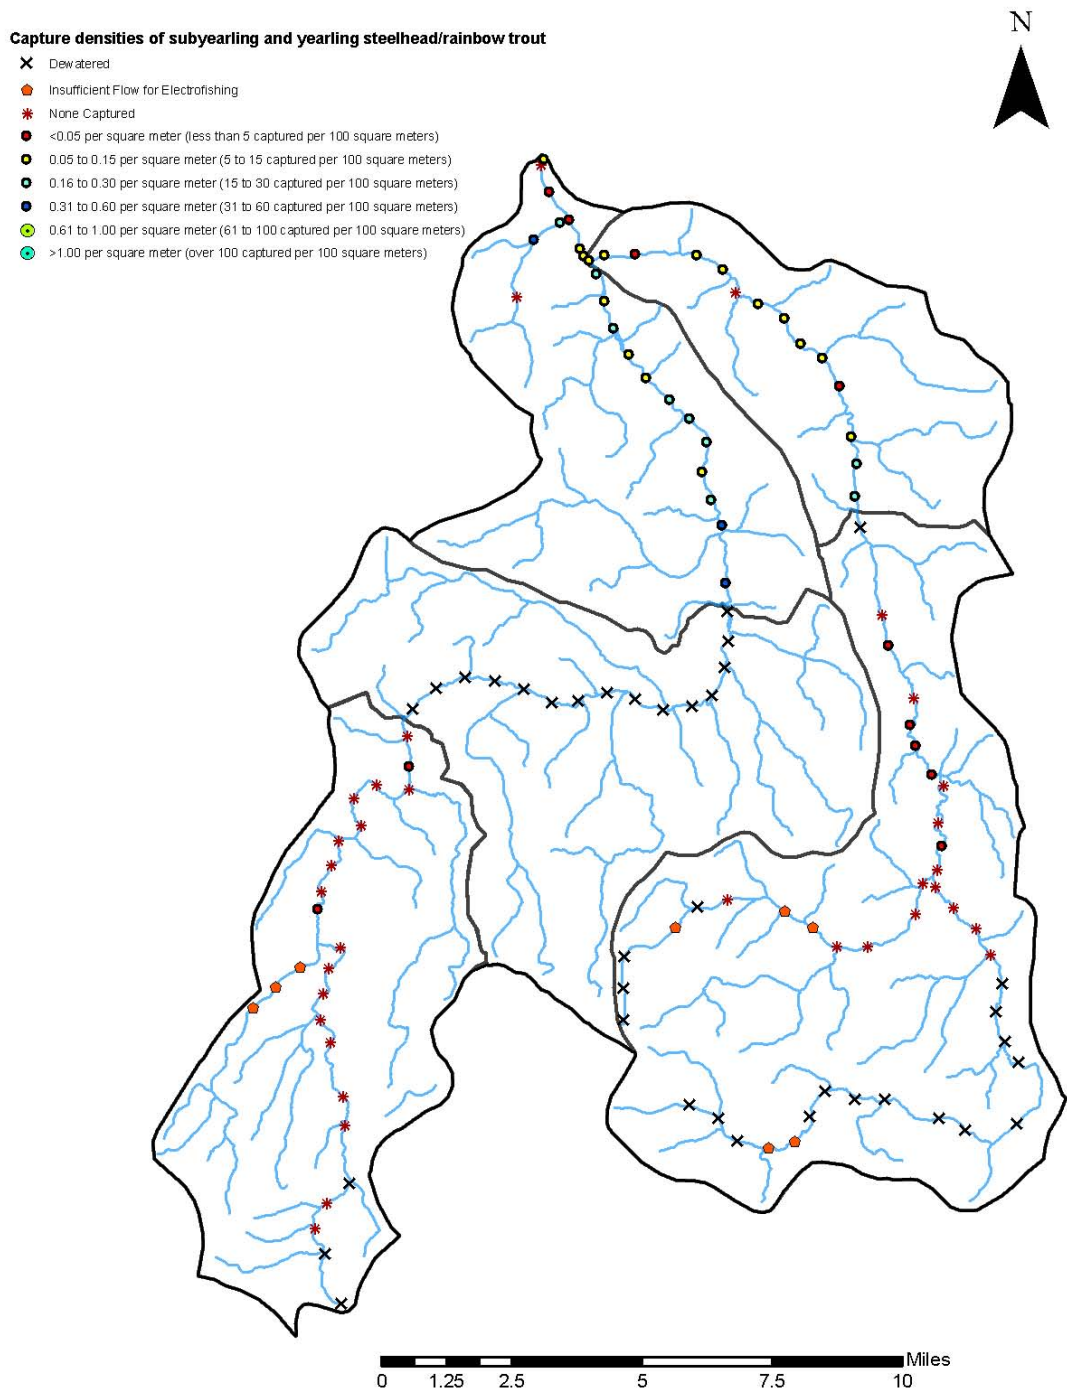 N
Capture densities of subyearling and yearling steelhead/rainbow trout
Dewatered
Insufficient Flow for Electrofishing
None Captured
<0.05 per square meter (less than 5 captured per 100 square meters)
0.05 to 0.15 per square meter (5 to 15 captured per 100 square meters)
0.16 to 0.30 per square meter (15 to 30 captured per 100 square meters)
0.31 to 0.60 per square meter (31 to 60 captured per 100 square meters)
0.61 to 1.00 per square meter (61 to 100 captured per 100 square meters)
>1.00 per square meter (over 100 captured per 100 square meters)
Miles
0 1.25 2.5 5 7.5 10